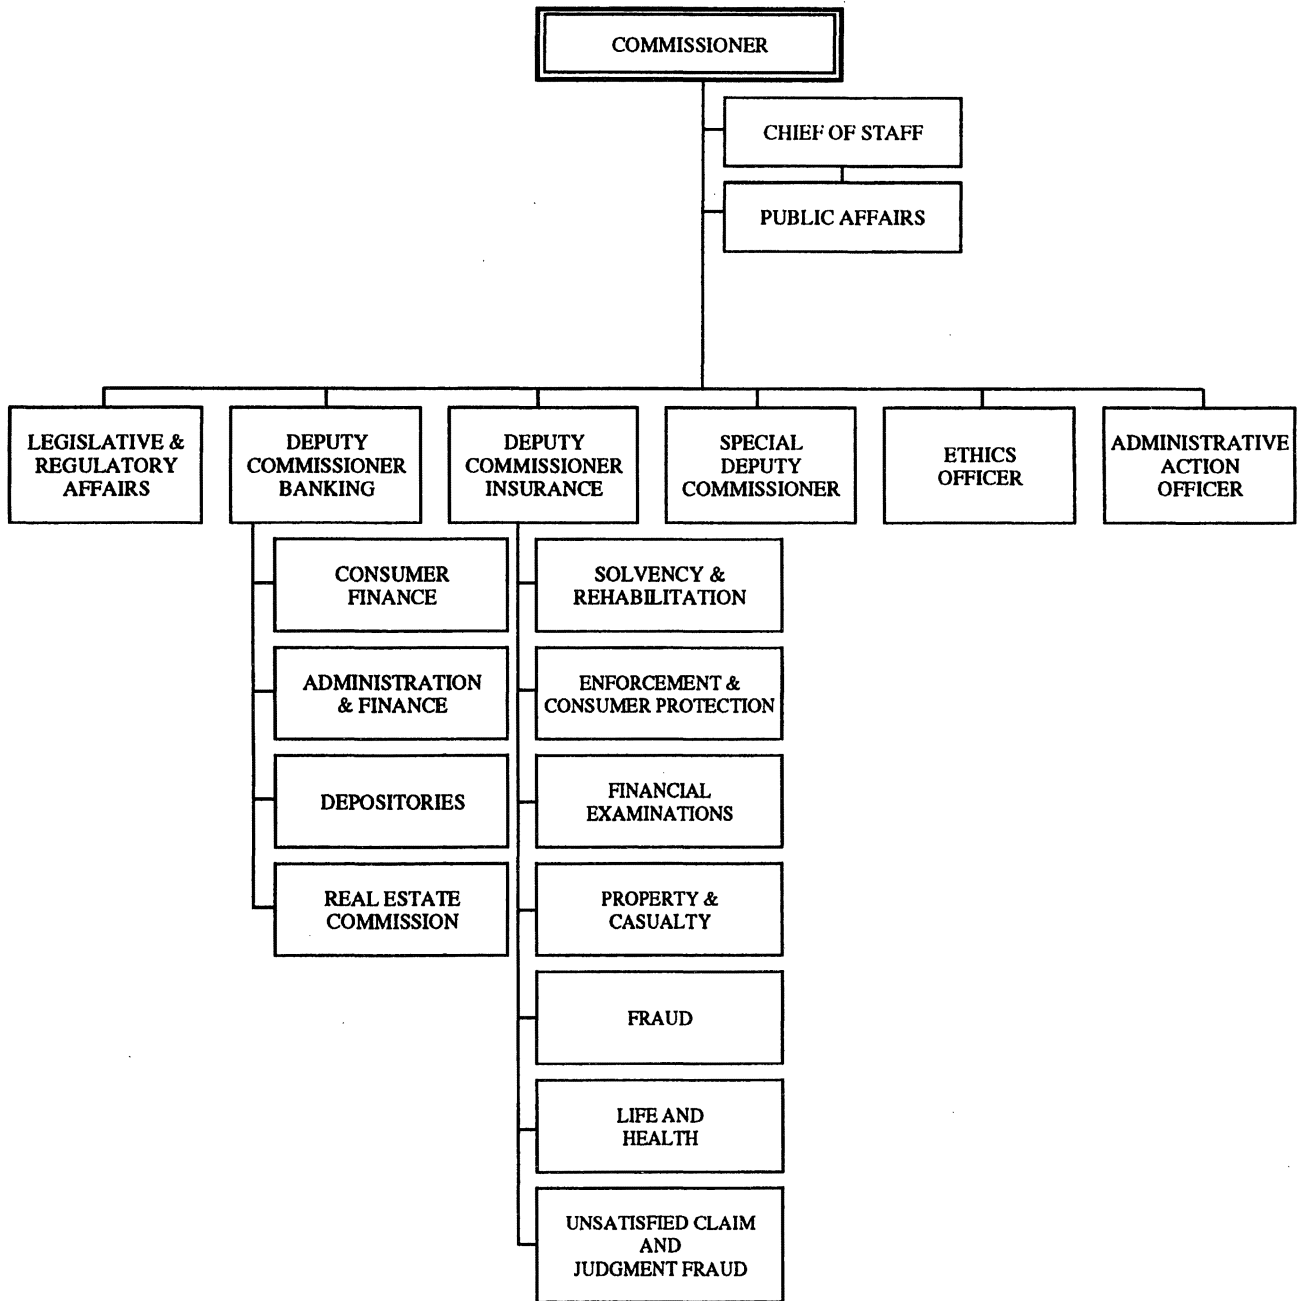 COMMISSIONER
CHIEF OF STAFF
PUBLIC AFFAIRS
LEGISLATIVE &
REGULATORY
AFFAIRS
DEPUTY
COMMISSIONER
BANKING
DEPUTY
COMMISSIONER
INSURANCE
SPECIAL
DEPUTY
COMMISSIONER
ETHICS
OFFICER
ADMINISTRATIVE
ACTION
OFFICER
CONSUMER
FINANCE
ADMINISTRATION
& FINANCE
DEPOSITORIES
REAL ESTATE
COMMISSION
SOLVENCY &
REHABILITATION
ENFORCEMENT &
CONSUMER PROTECTION
FINANCIAL
EXAMINATIONS
PROPERTY &
CASUALTY
FRAUD
LIFE AND
HEALTH
UNSATISFIED CLAIM
AND
JUDGMENT FRAUD